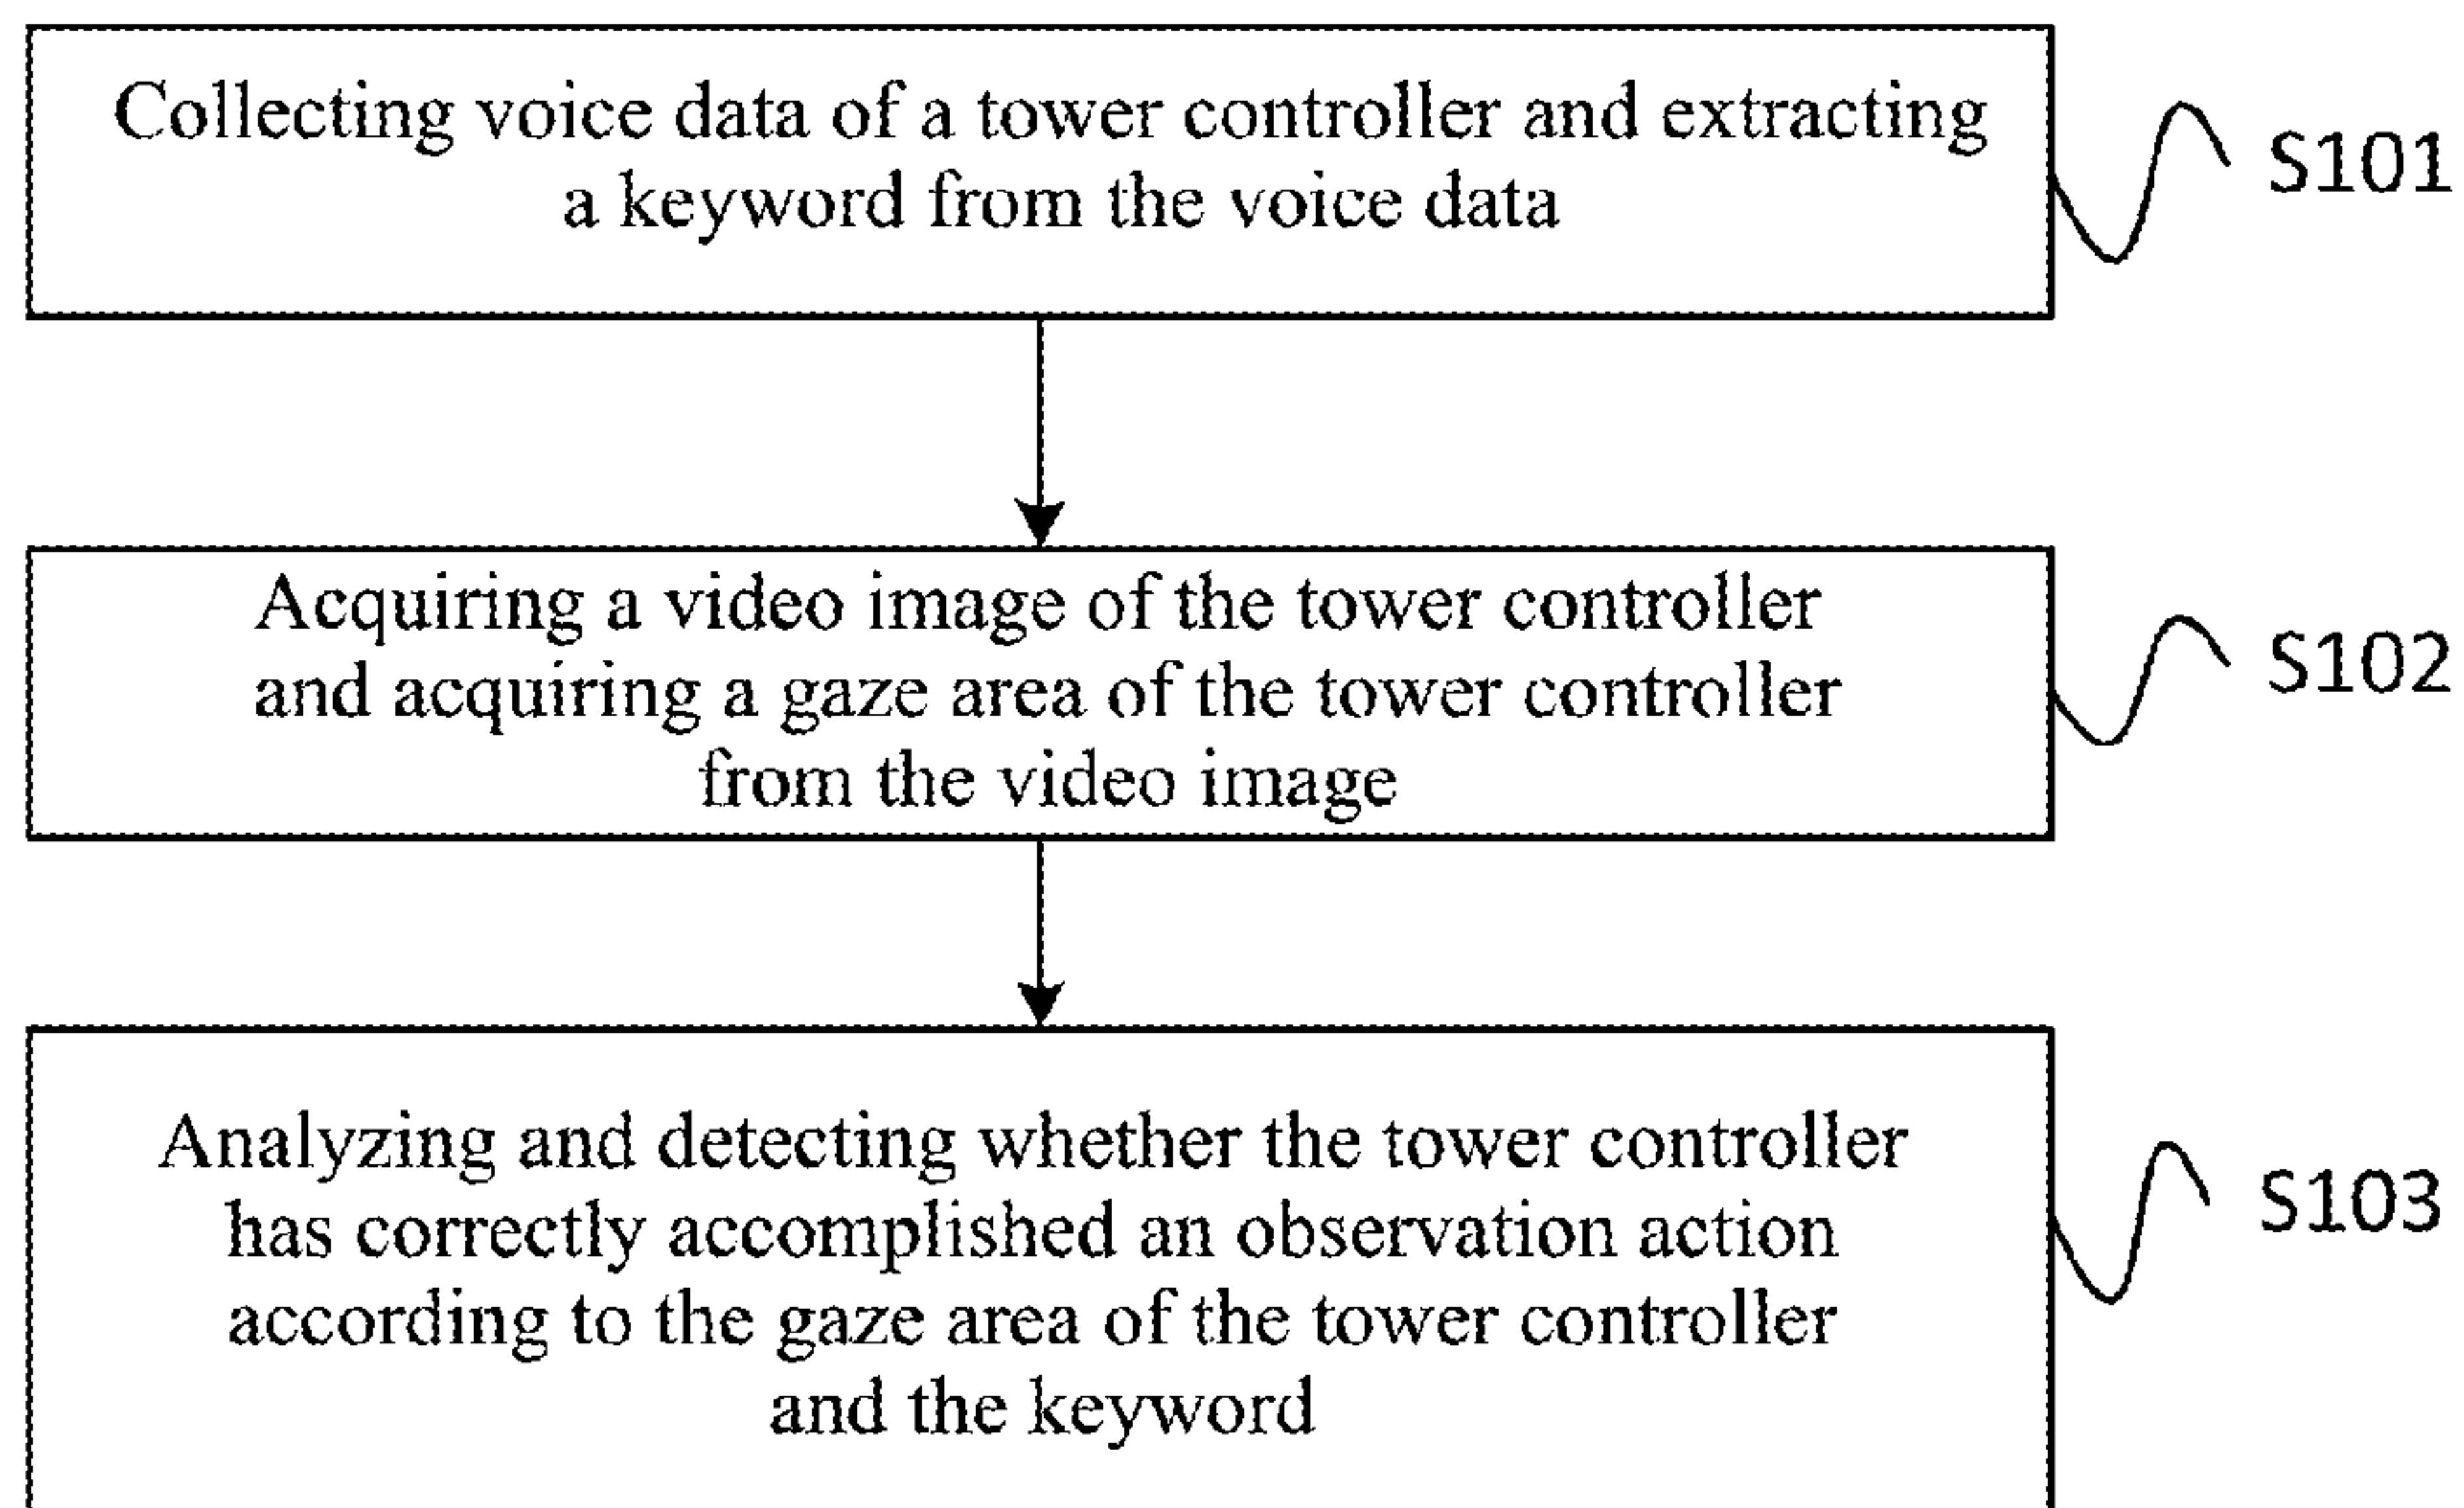 Collecting voice data of a tower controller and extracting
a keyword from the voice data
S101
Acquiring a video image of the tower controller
and acquiring a gaze area of the tower controller
from the video image
S102
Analyzing and detecting whether the tower controller
has correctly accomplished an observation action
according to the gaze area of the tower controller
and the keyword
S103